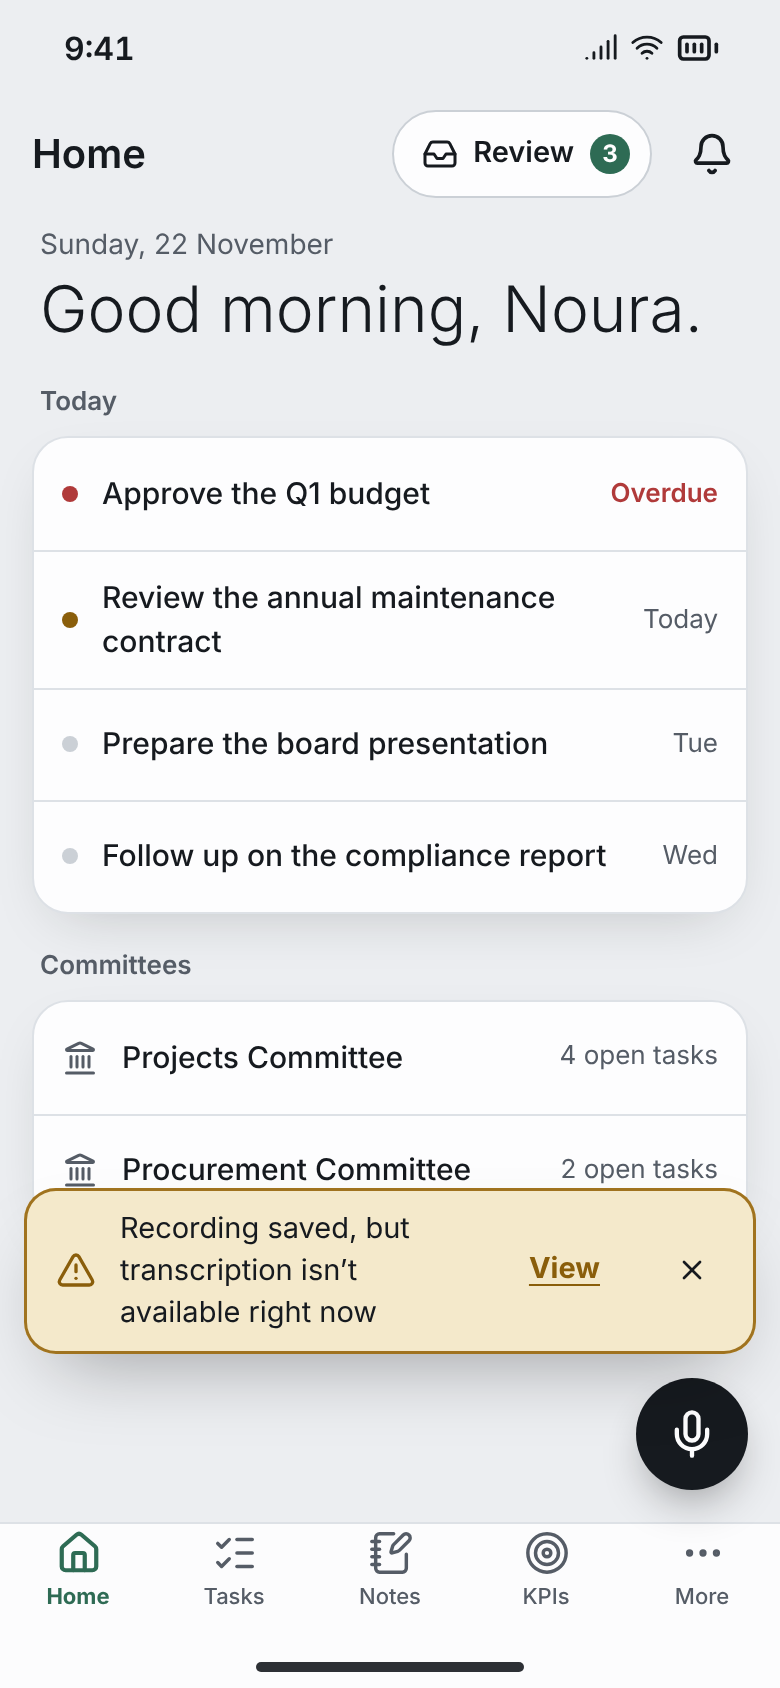 9:41
Home
Review 3
Sunday, 22 November
Good morning, Noura.
Today
Approve the Q1 budget Overdue
Review the annual maintenance
contract
Today
Prepare the board presentation Tue
Follow up on the compliance report Wed
Committees
Projects Committee 4 open tasks
Procurement Committee 2 open tasks
Recording saved, but
transcription isn’t
available right now
View
Home Tasks Notes KPIs More